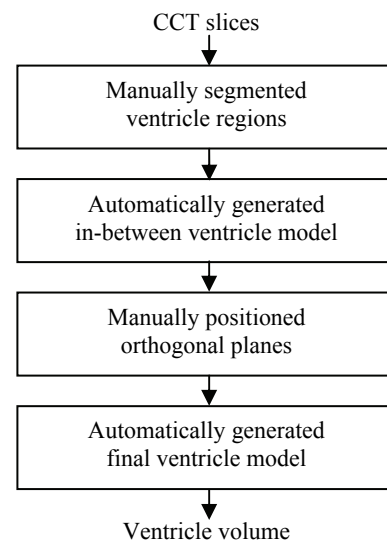 CCT slices
Manually segmented
ventricle regions
Automatically generated
in-between ventricle model
Manually positioned
orthogonal planes
Automatically generated
final ventricle model
Ventricle volume